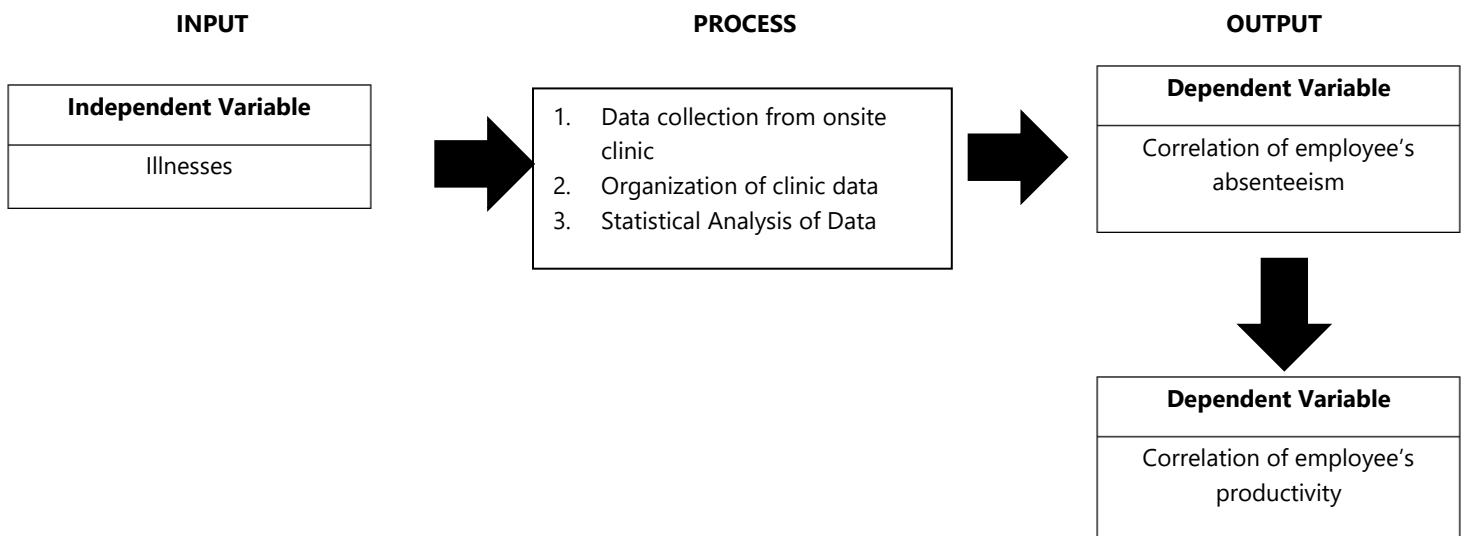 INPUT
PROCESS
OUTPUT
Independent Variable
Illnesses
1. Data collection from onsite
clinic
2. Organization of clinic data
3. Statistical Analysis of Data
Dependent Variable
Correlation of employee’s
absenteeism
Dependent Variable
Correlation of employee’s
productivity